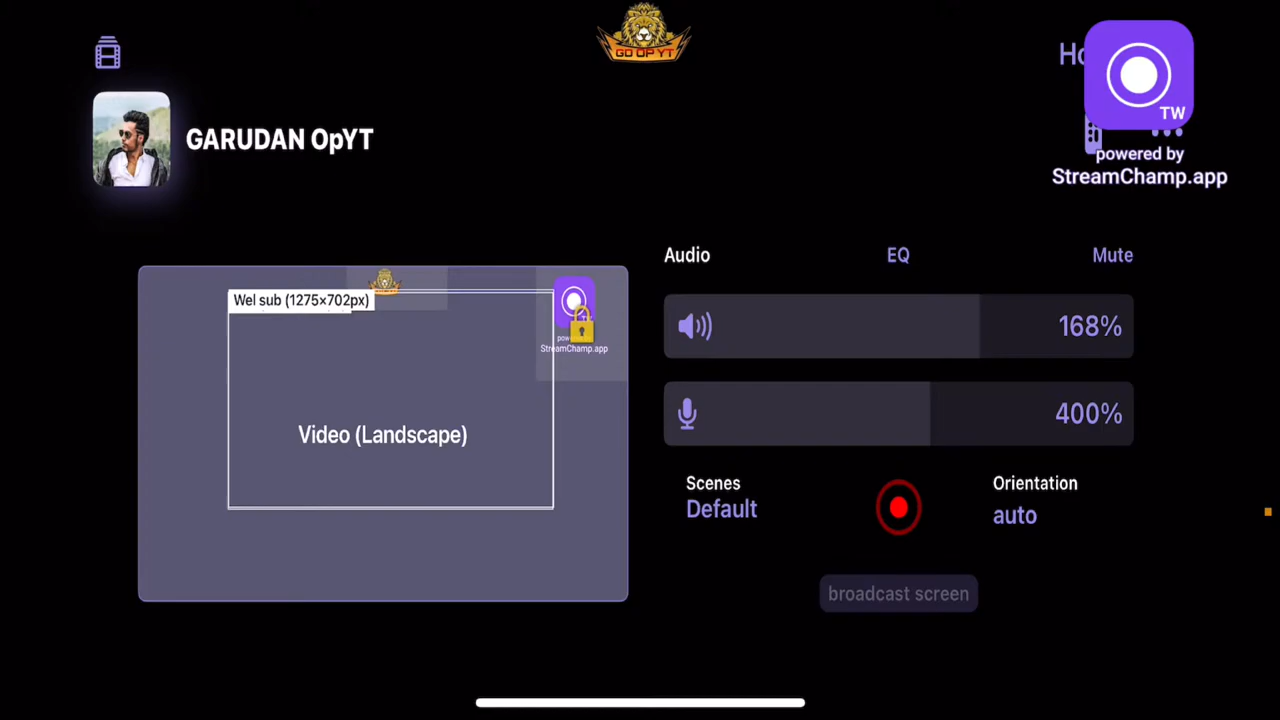 GO OP YT
Ho
TW
GARUDAN OpYT
powered by
StreamChamp.app
Audio
EQ
Mute
Wel sub (1275×702px)
StreamChamp.app
Video (Landscape)
168%
400%
Scenes
Default
Orientation
auto
broadcast screen